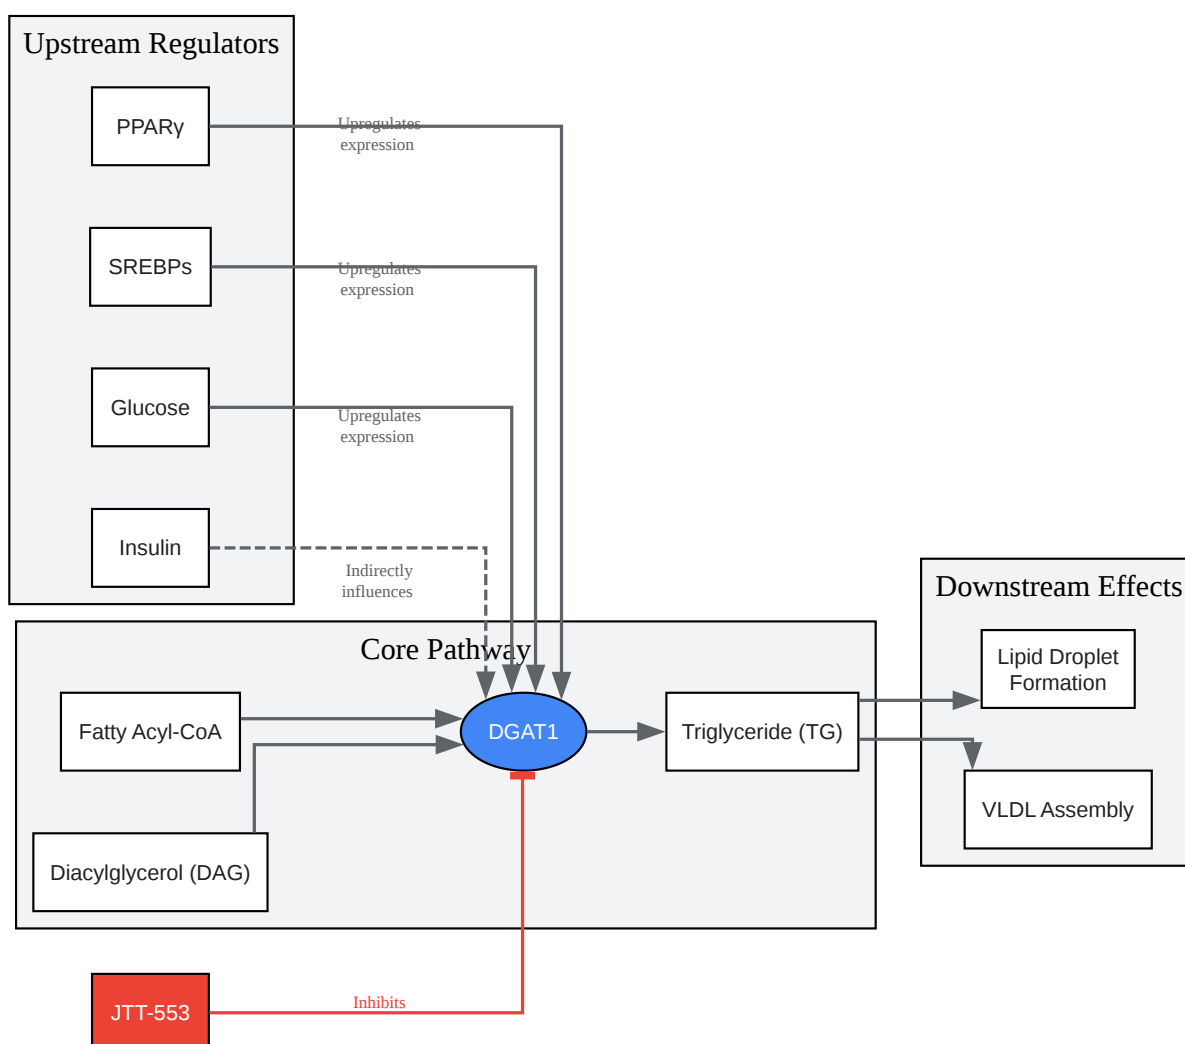 Upstream Regulators
PPARγ
Upregulates
expression
SREBPs
Upregulates
expression
Glucose
Upregulates
expression
Insulin
Indirectly
influences
Core Pathway
Fatty Acyl-CoA
Diacylglycerol (DAG)
DGAT1
Triglyceride (TG)
Downstream Effects
Lipid Droplet
Formation
VLDL Assembly
JTT-553
Inhibits